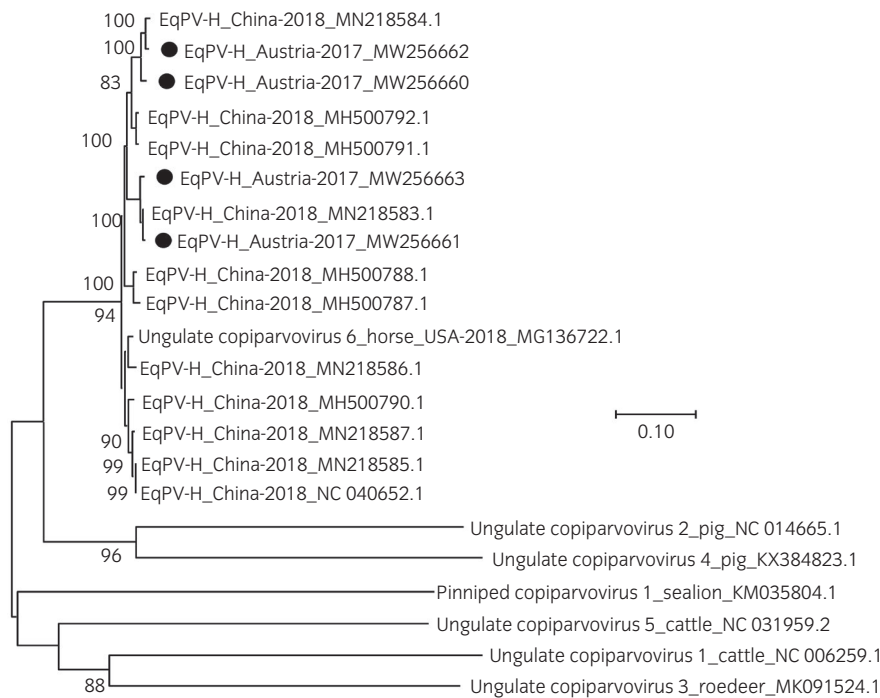 100
EqPV-H_China-2018_MN218584.1
100
EqPV-H_Austria-2017_MW256662
83
EqPV-H_Austria-2017_MW256660
EqPV-H_China-2018_MH500792.1
100
EqPV-H_China-2018_MH500791.1
EqPV-H_Austria-2017_MW256663
100
EqPV-H_China-2018_MN218583.1
EqPV-H_Austria-2017_MW256661
100
EqPV-H_China-2018_MH500788.1
94
EqPV-H_China-2018_MH500787.1
Ungulate copiparvovirus 6_horse_USA-2018_MG136722.1
EqPV-H_China-2018_MN218586.1
EqPV-H_China-2018_MH500790.1
90
EqPV-H_China-2018_MN218587.1
0.10
99
EqPV-H_China-2018_MN218585.1
99
EqPV-H_China-2018_NC 040652.1
Ungulate copiparvovirus 2_pig_NC 014665.1
96
Ungulate copiparvovirus 4_pig_KX384823.1
Pinniped copiparvovirus 1_sealion_KM035804.1
Ungulate copiparvovirus 5_cattle_NC 031959.2
Ungulate copiparvovirus 1_cattle_NC 006259.1
88
Ungulate copiparvovirus 3_roedeer_MK091524.1